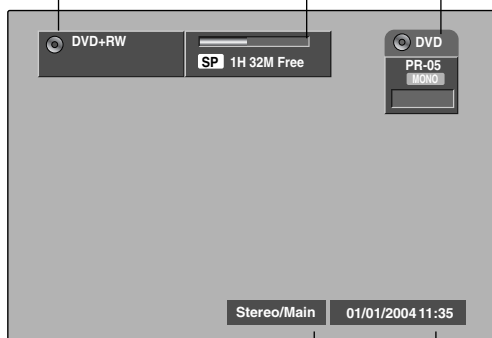 DVD+RW
SP 1H 32M Free
DVD
PR-05
MONO
Stereo/Main
01/01/2004 11:35